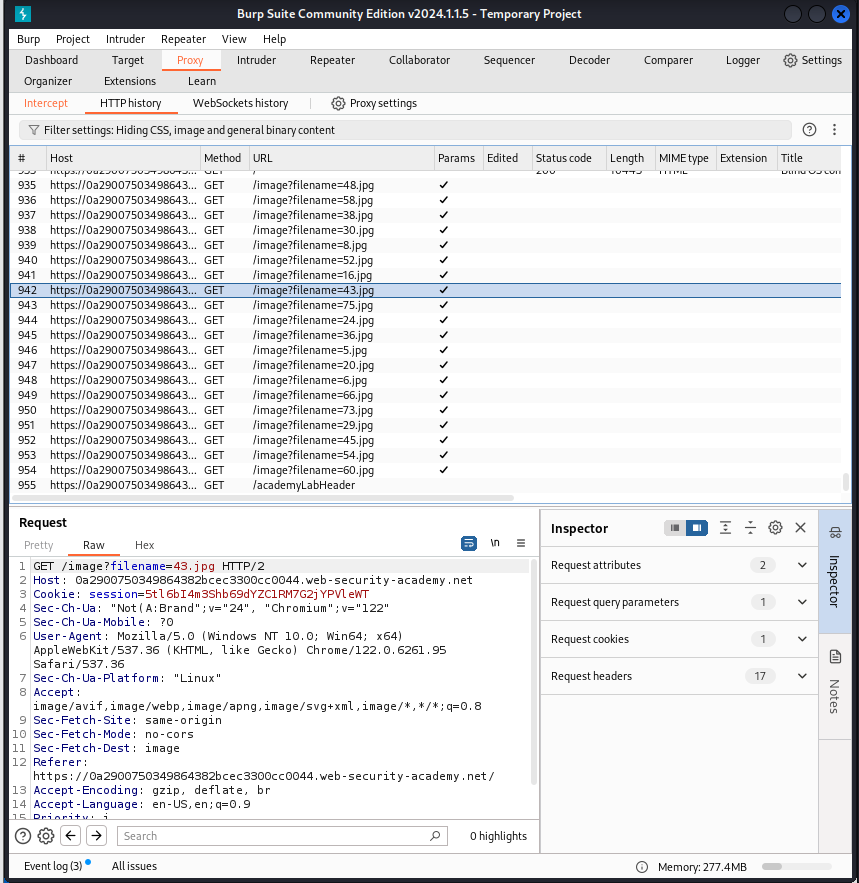 Burp Suite Community Edition v2024.1.1.5 - Temporary Project
Burp Project Intruder Repeater View Help
Dashboard Target Proxy Intruder Repeater Collaborator Sequencer Decoder Comparer Logger Settings
Organizer Extensions Learn
Intercept HTTP history WebSockets history Proxy settings
Filter settings: Hiding CSS, image and general binary content
# Host Method URL Params Edited Status code Length MIME type Extension Title
935 https://0a29007503498643... GET /image?filename=48.jpg ✓
936 https://0a29007503498643... GET /image?filename=58.jpg ✓
937 https://0a29007503498643... GET /image?filename=38.jpg ✓
938 https://0a29007503498643... GET /image?filename=30.jpg ✓
939 https://0a29007503498643... GET /image?filename=8.jpg ✓
940 https://0a29007503498643... GET /image?filename=52.jpg ✓
941 https://0a29007503498643... GET /image?filename=16.jpg ✓
942 https://0a29007503498643... GET /image?filename=43.jpg ✓
943 https://0a29007503498643... GET /image?filename=75.jpg ✓
944 https://0a29007503498643... GET /image?filename=24.jpg ✓
945 https://0a29007503498643... GET /image?filename=36.jpg ✓
946 https://0a29007503498643... GET /image?filename=5.jpg ✓
947 https://0a29007503498643... GET /image?filename=20.jpg ✓
948 https://0a29007503498643... GET /image?filename=6.jpg ✓
949 https://0a29007503498643... GET /image?filename=66.jpg ✓
950 https://0a29007503498643... GET /image?filename=73.jpg ✓
951 https://0a29007503498643... GET /image?filename=29.jpg ✓
952 https://0a29007503498643... GET /image?filename=45.jpg ✓
953 https://0a29007503498643... GET /image?filename=54.jpg ✓
954 https://0a29007503498643... GET /image?filename=60.jpg ✓
955 https://0a29007503498643... GET /academyLabHeader
Request
Pretty Raw Hex \n
1 GET /image?filename=43.jpg HTTP/2
2 Host: 0a2900750349864382bcec3300cc0044.web-security-academy.net
3 Cookie: session=5tl6bI4m3Shb69dYZC1RM7G2jYPVleWT
4 Sec-Ch-Ua: "Not(A:Brand";v="24", "Chromium";v="122"
5 Sec-Ch-Ua-Mobile: ?0
6 User-Agent: Mozilla/5.0 (Windows NT 10.0; Win64; x64)
AppleWebKit/537.36 (KHTML, like Gecko) Chrome/122.0.6261.95
Safari/537.36
7 Sec-Ch-Ua-Platform: "Linux"
8 Accept:
image/avif,image/webp,image/apng,image/svg+xml,image/*,*/*;q=0.8
9 Sec-Fetch-Site: same-origin
10 Sec-Fetch-Mode: no-cors
11 Sec-Fetch-Dest: image
12 Referer:
https://0a2900750349864382bcec3300cc0044.web-security-academy.net/
13 Accept-Encoding: gzip, deflate, br
14 Accept-Language: en-US,en;q=0.9
15 Priority: i
Search 0 highlights
Inspector
Request attributes 2
Request query parameters 1
Request cookies 1
Request headers 17
Inspector
Notes
Event log (3) All issues Memory: 277.4MB